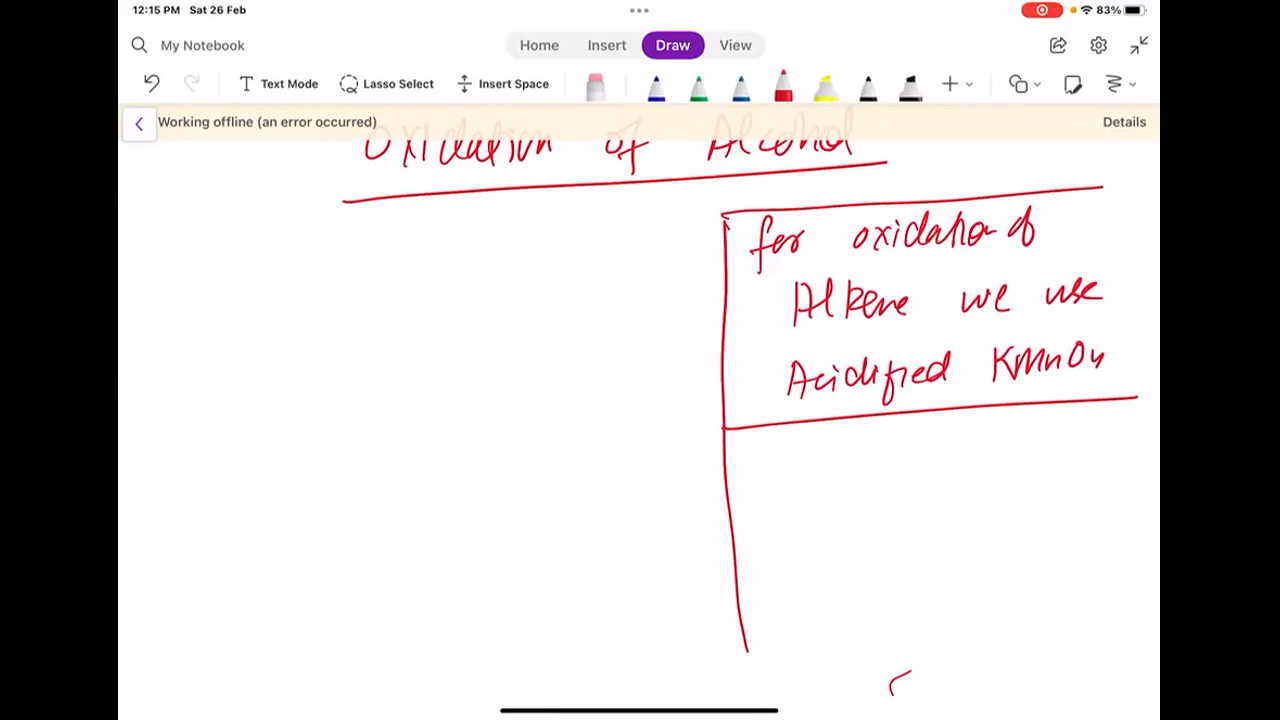 12:15 PM Sat 26 Feb
83%
My Notebook
Home Insert Draw View
Text Mode Lasso Select Insert Space
Working offline (an error occurred) Details
Oxidation of Alcohol
for oxidation of
Alkene we use
Acidified KMnO4